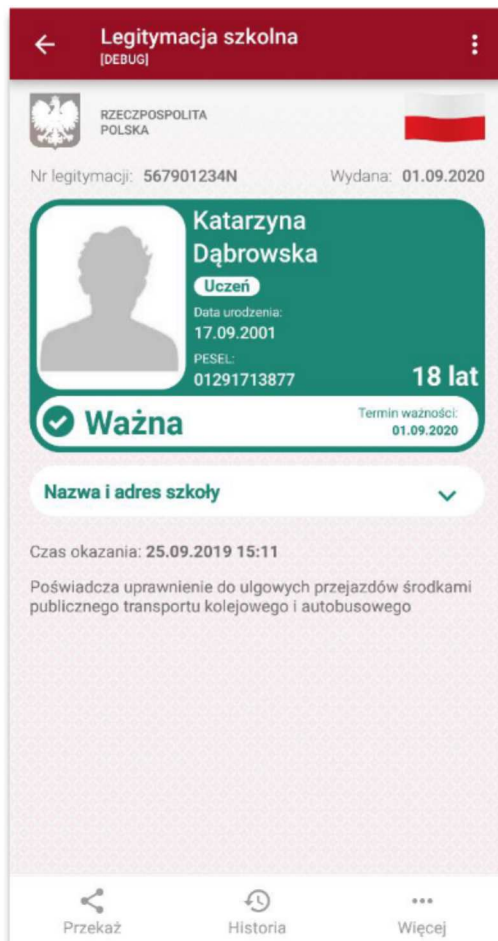 Legitymacja szkolna
[DEBUG]
RZECZPOSPOLITA
POLSKA
Nr legitymacji: 567901234N Wydana: 01.09.2020
Katarzyna
Dąbrowska
Uczeń
Data urodzenia:
17.09.2001
PESEL:
01291713877 18 lat
Ważna
Termin ważności:
01.09.2020
Nazwa i adres szkoły
Czas okazania: 25.09.2019 15:11
Poświadcza uprawnienie do ulgowych przejazdów środkami
publicznego transportu kolejowego i autobusowego
Przekaż Historia Więcej